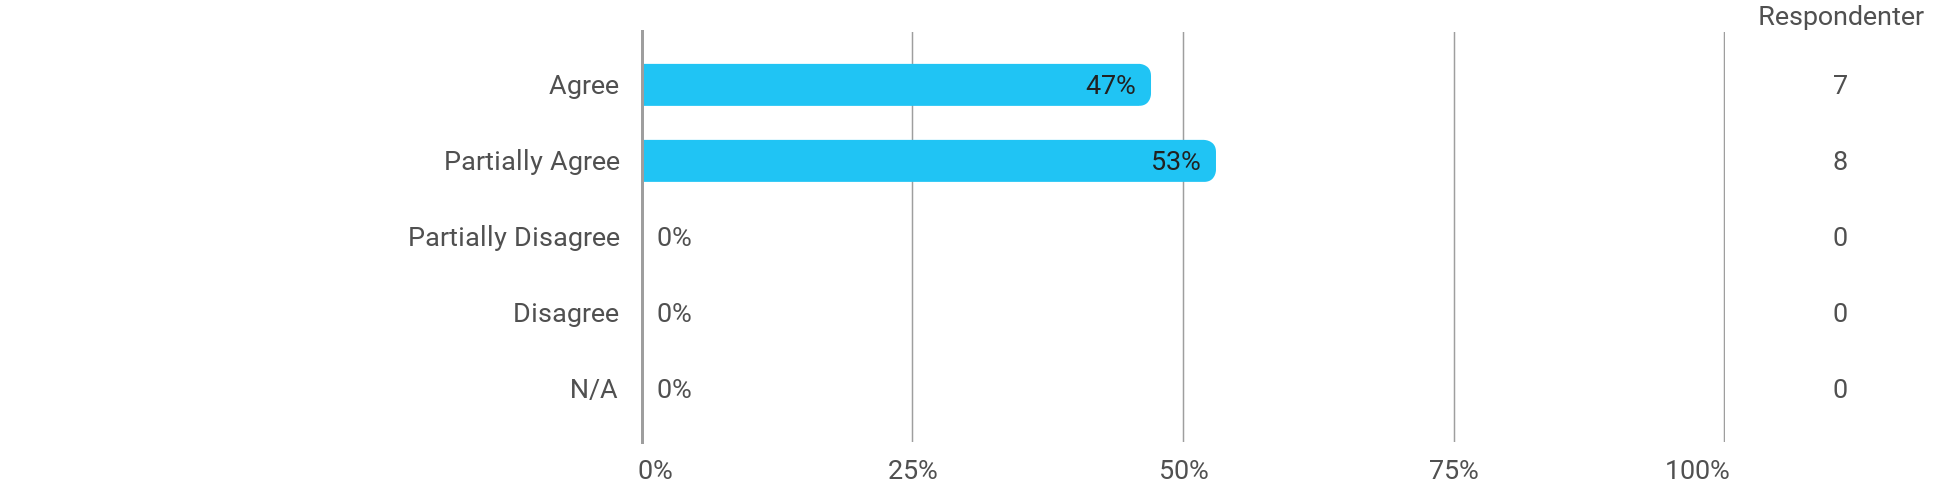 Respondenter
Agree 47% 7
Partially Agree 53% 8
Partially Disagree 0% 0
Disagree 0% 0
N/A 0% 0
0% 25% 50% 75% 100%